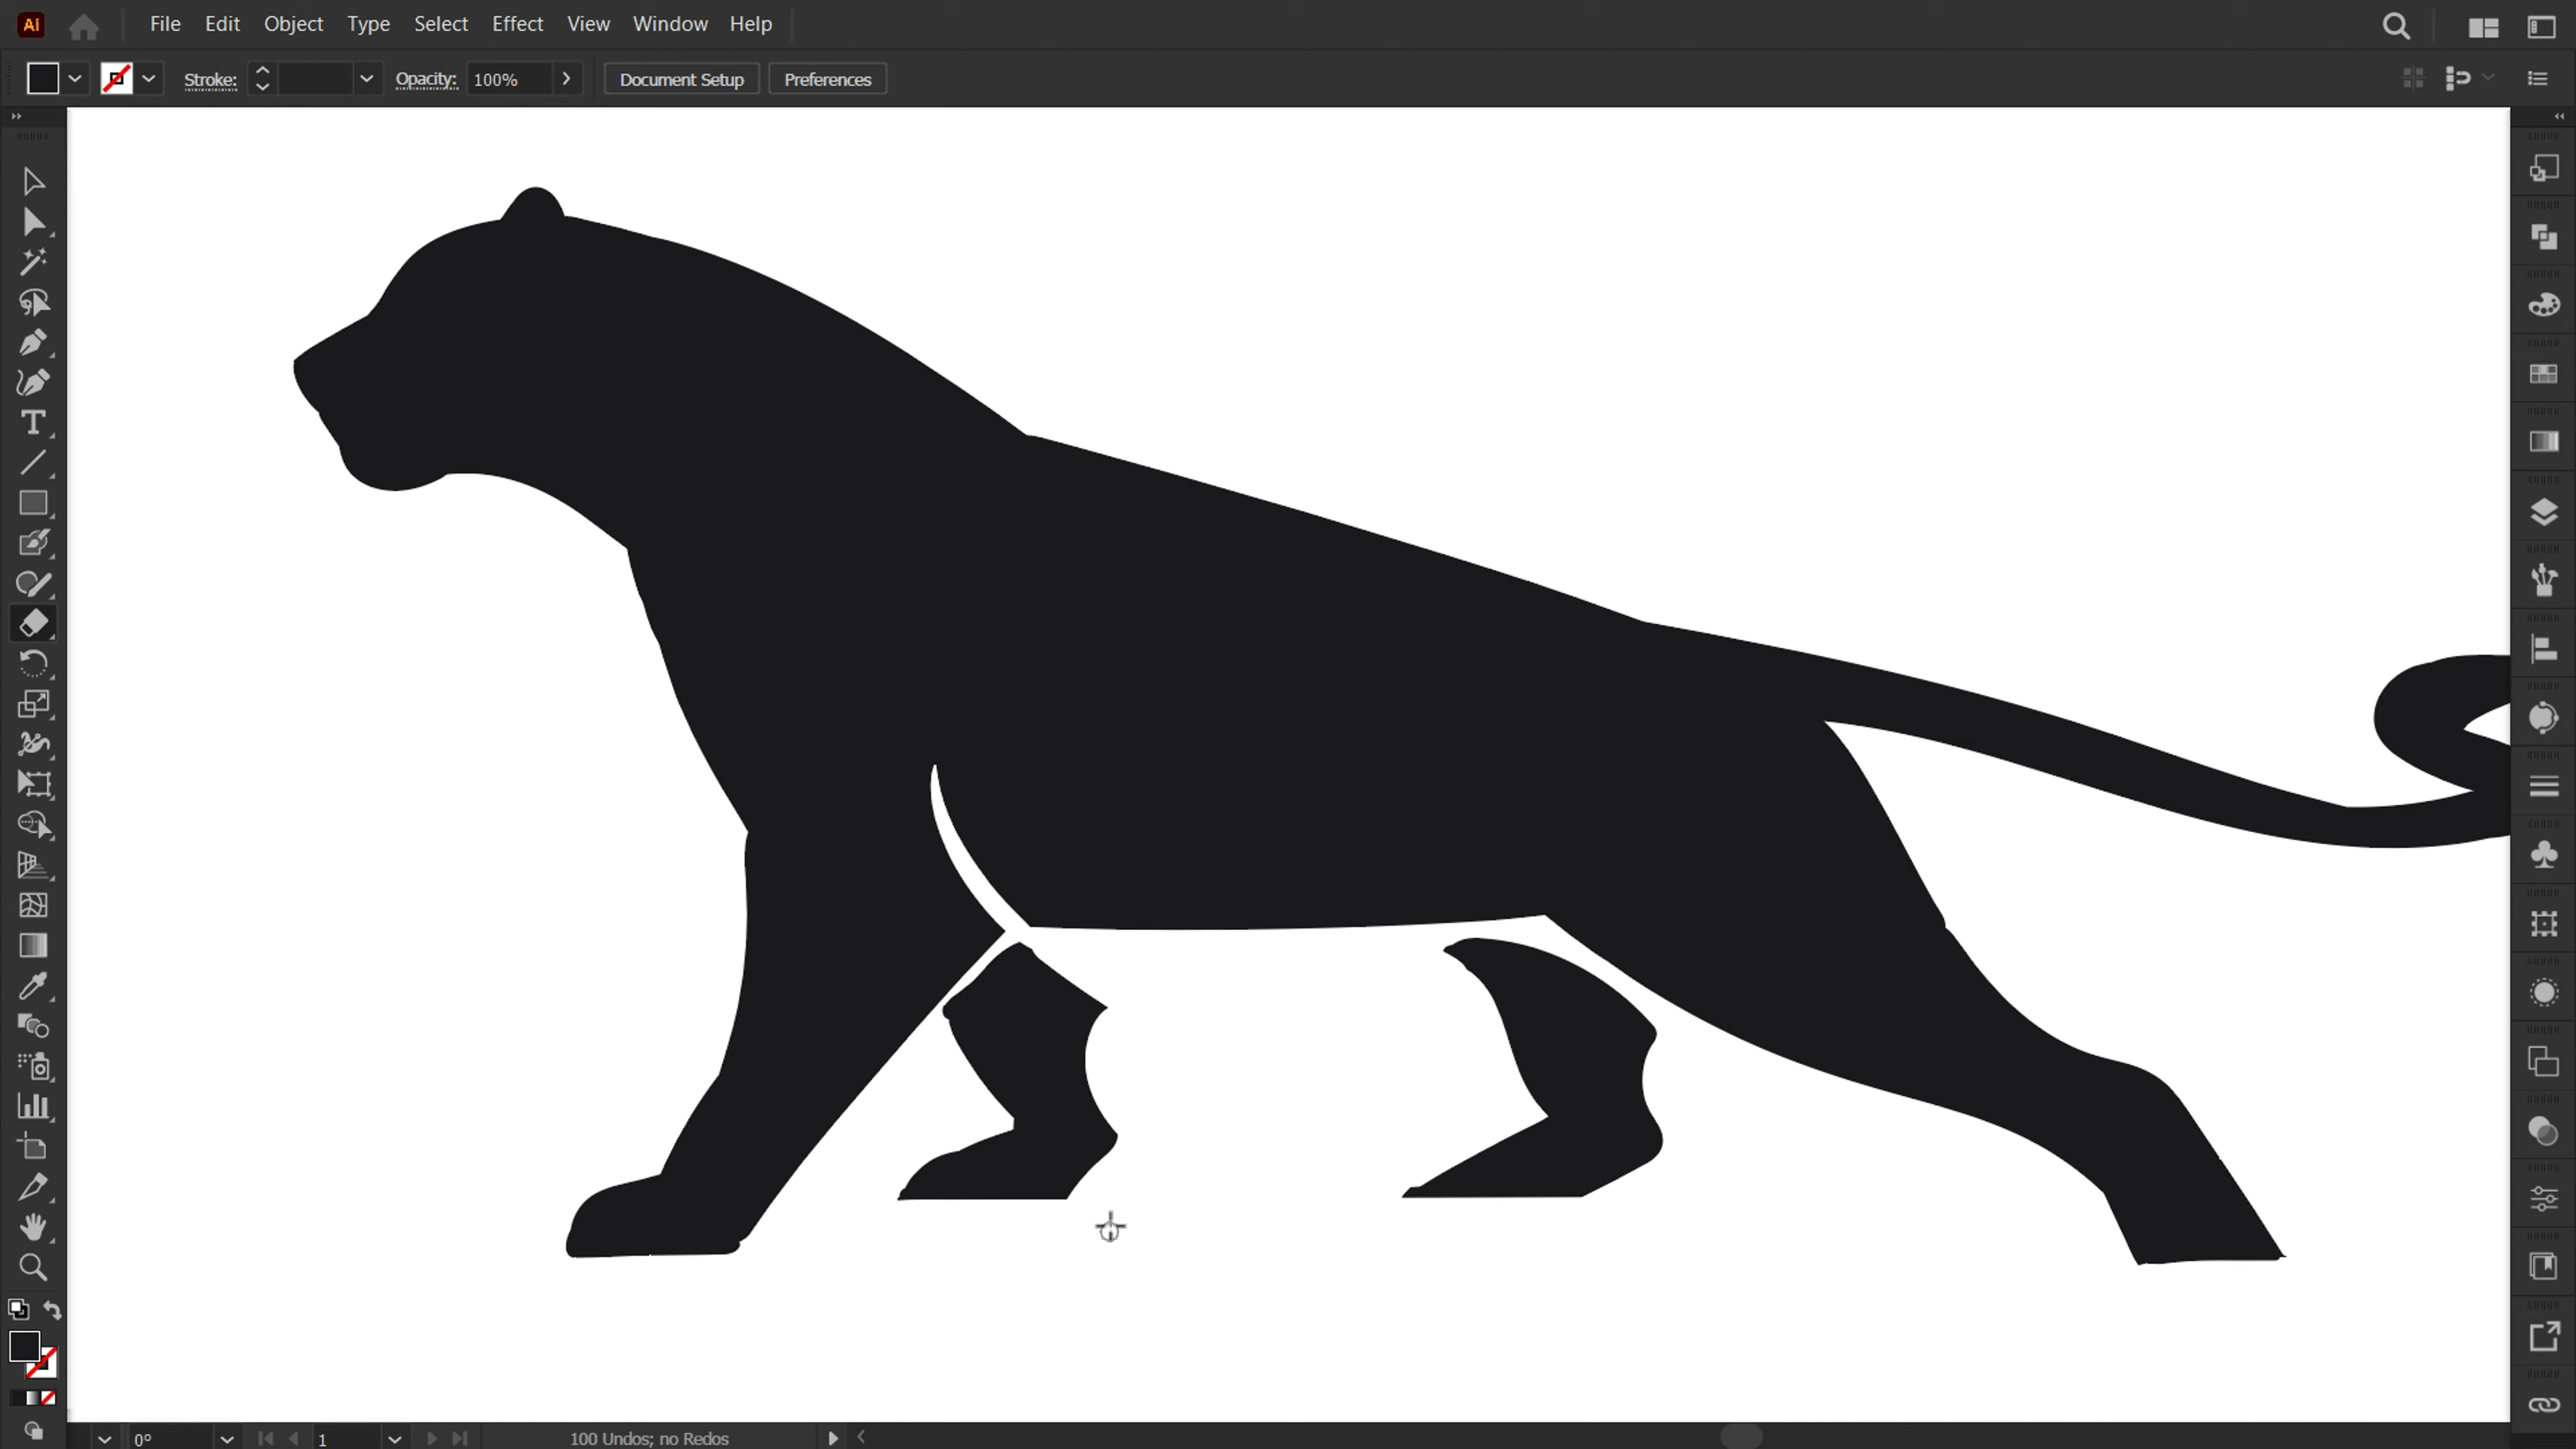 Ai File Edit Object Type Select Effect View Window Help
Stroke: Opacity: 100% Document Setup Preferences
0° 1 100 Undos; no Redos